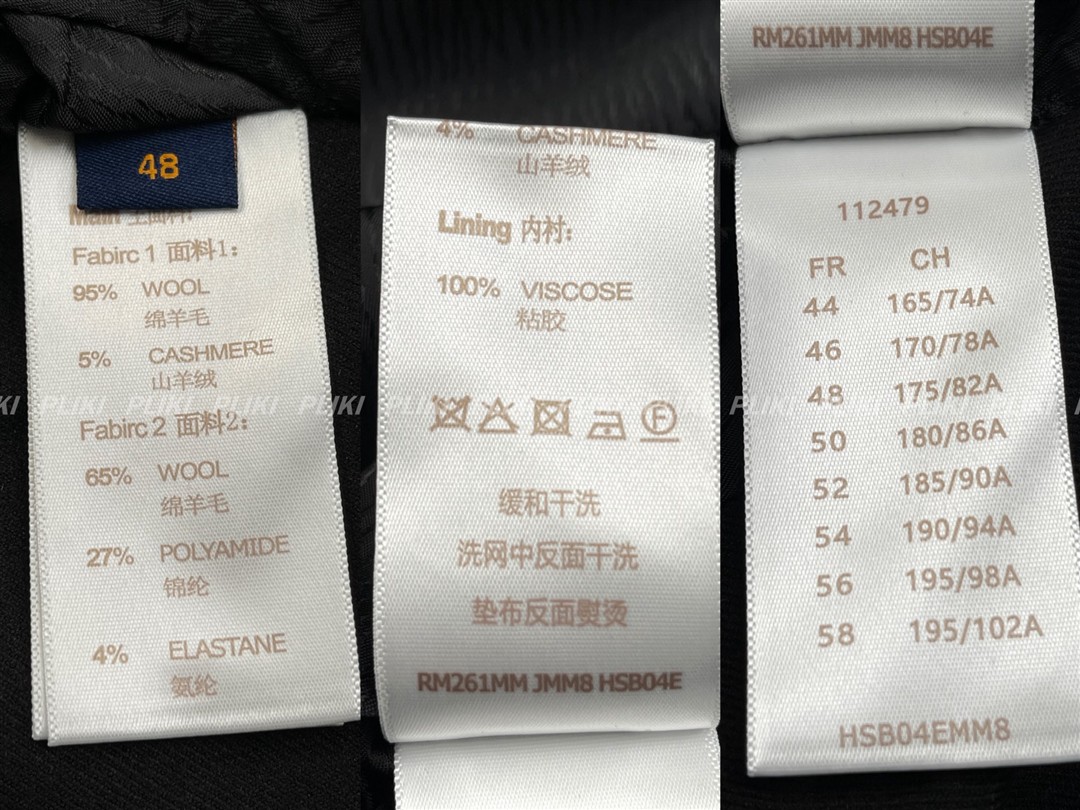 48
Main 主面料:
Fabirc 1 面料1:
95% WOOL
绵羊毛
5% CASHMERE
山羊绒
Fabirc 2 面料2:
65% WOOL
绵羊毛
27% POLYAMIDE
锦纶
4% ELASTANE
氨纶
4% CASHMERE
山羊绒
Lining 内衬:
100% VISCOSE
粘胶
F
缓和干洗
洗网中反面干洗
垫布反面熨烫
RM261MM JMM8 HSB04E
RM261MM JMM8 HSB04E
112479
FR CH
44 165/74A
46 170/78A
48 175/82A
50 180/86A
52 185/90A
54 190/94A
56 195/98A
58 195/102A
HSB04EMM8
PUKI PUKI PUKI PUKI PUKI